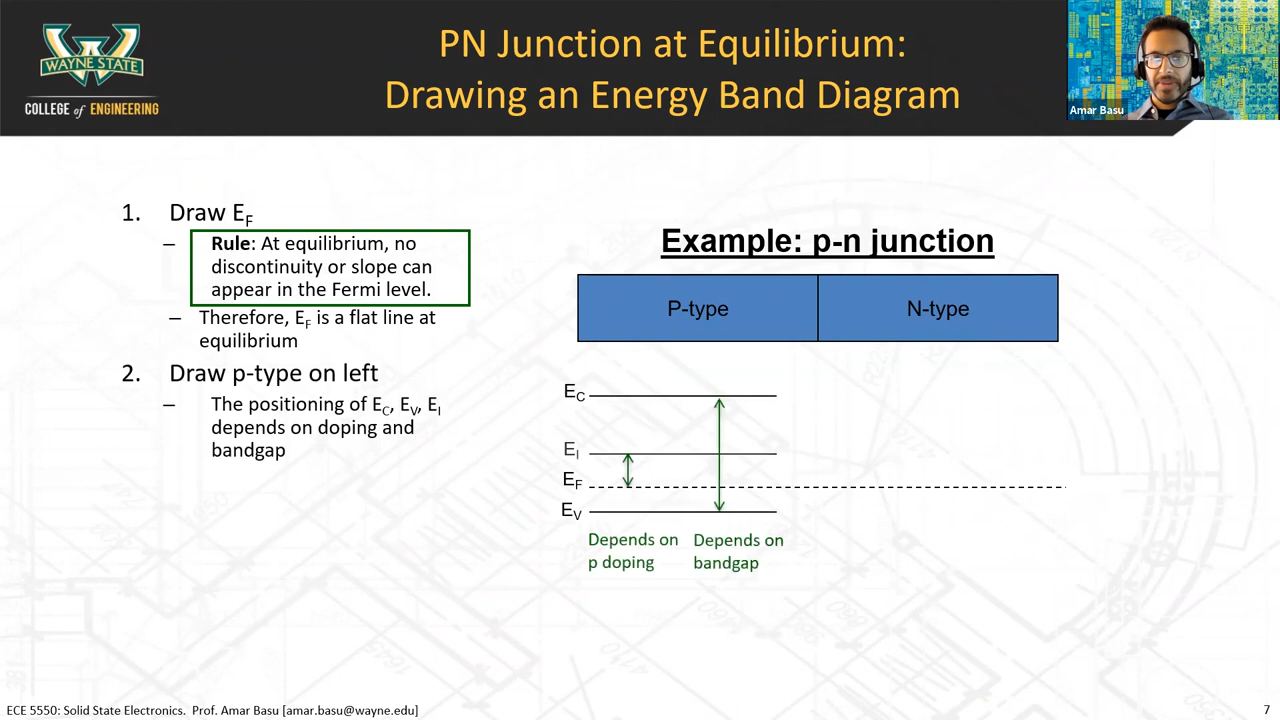 WAYNE STATE
COLLEGE of ENGINEERING
PN Junction at Equilibrium:
Drawing an Energy Band Diagram
Amar Basu
1. Draw EF
– Rule: At equilibrium, no
discontinuity or slope can
appear in the Fermi level.
– Therefore, EF is a flat line at
equilibrium
2. Draw p-type on left
– The positioning of EC, EV, EI
depends on doping and
bandgap
Example: p-n junction
P-type
N-type
EC
EI
EF
EV
Depends on
p doping
Depends on
bandgap
ECE 5550: Solid State Electronics. Prof. Amar Basu [amar.basu@wayne.edu]
7